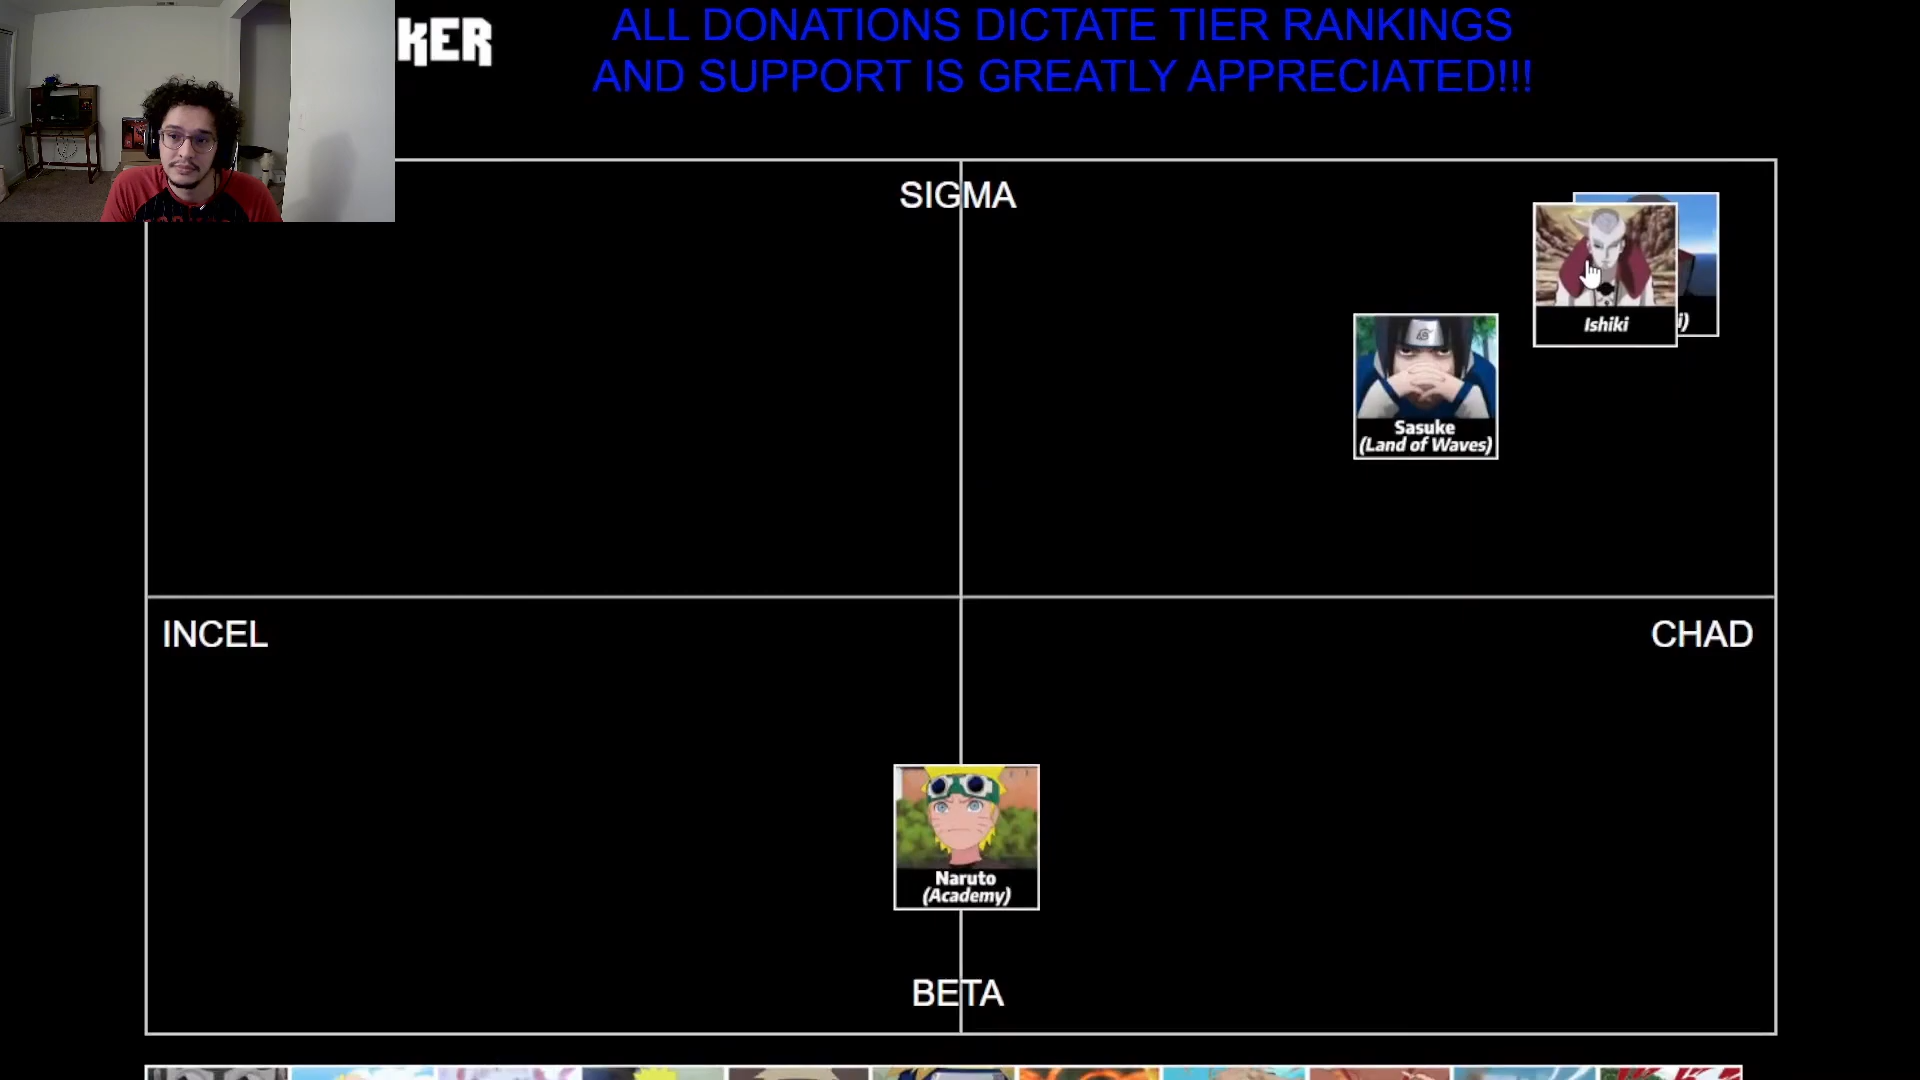 KER
ALL DONATIONS DICTATE TIER RANKINGS
AND SUPPORT IS GREATLY APPRECIATED!!!
SIGMA
Ishiki
i)
Sasuke
(Land of Waves)
INCEL
CHAD
Naruto
(Academy)
BETA